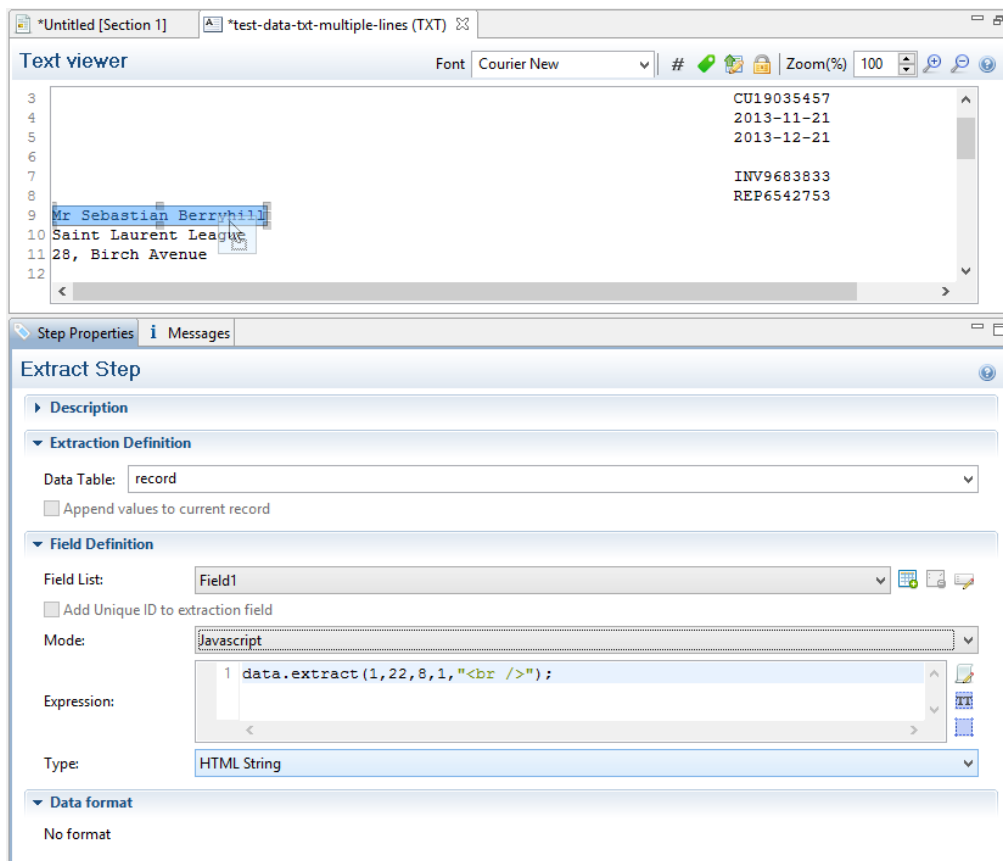 *Untitled [Section 1] *test-data-txt-multiple-lines (TXT)
Text viewer Font Courier New # Zoom(%) 100
3 CU19035457
4 2013-11-21
5 2013-12-21
6
7 INV9683833
8 REP6542753
9 Mr Sebastian Berryhill
10 Saint Laurent League
11 28, Birch Avenue
12
Step Properties i Messages
Extract Step
Description
Extraction Definition
Data Table: record
Append values to current record
Field Definition
Field List: Field1
Add Unique ID to extraction field
Mode: Javascript
Expression: 1 data.extract(1,22,8,1,"<br />");
Type: HTML String
Data format
No format